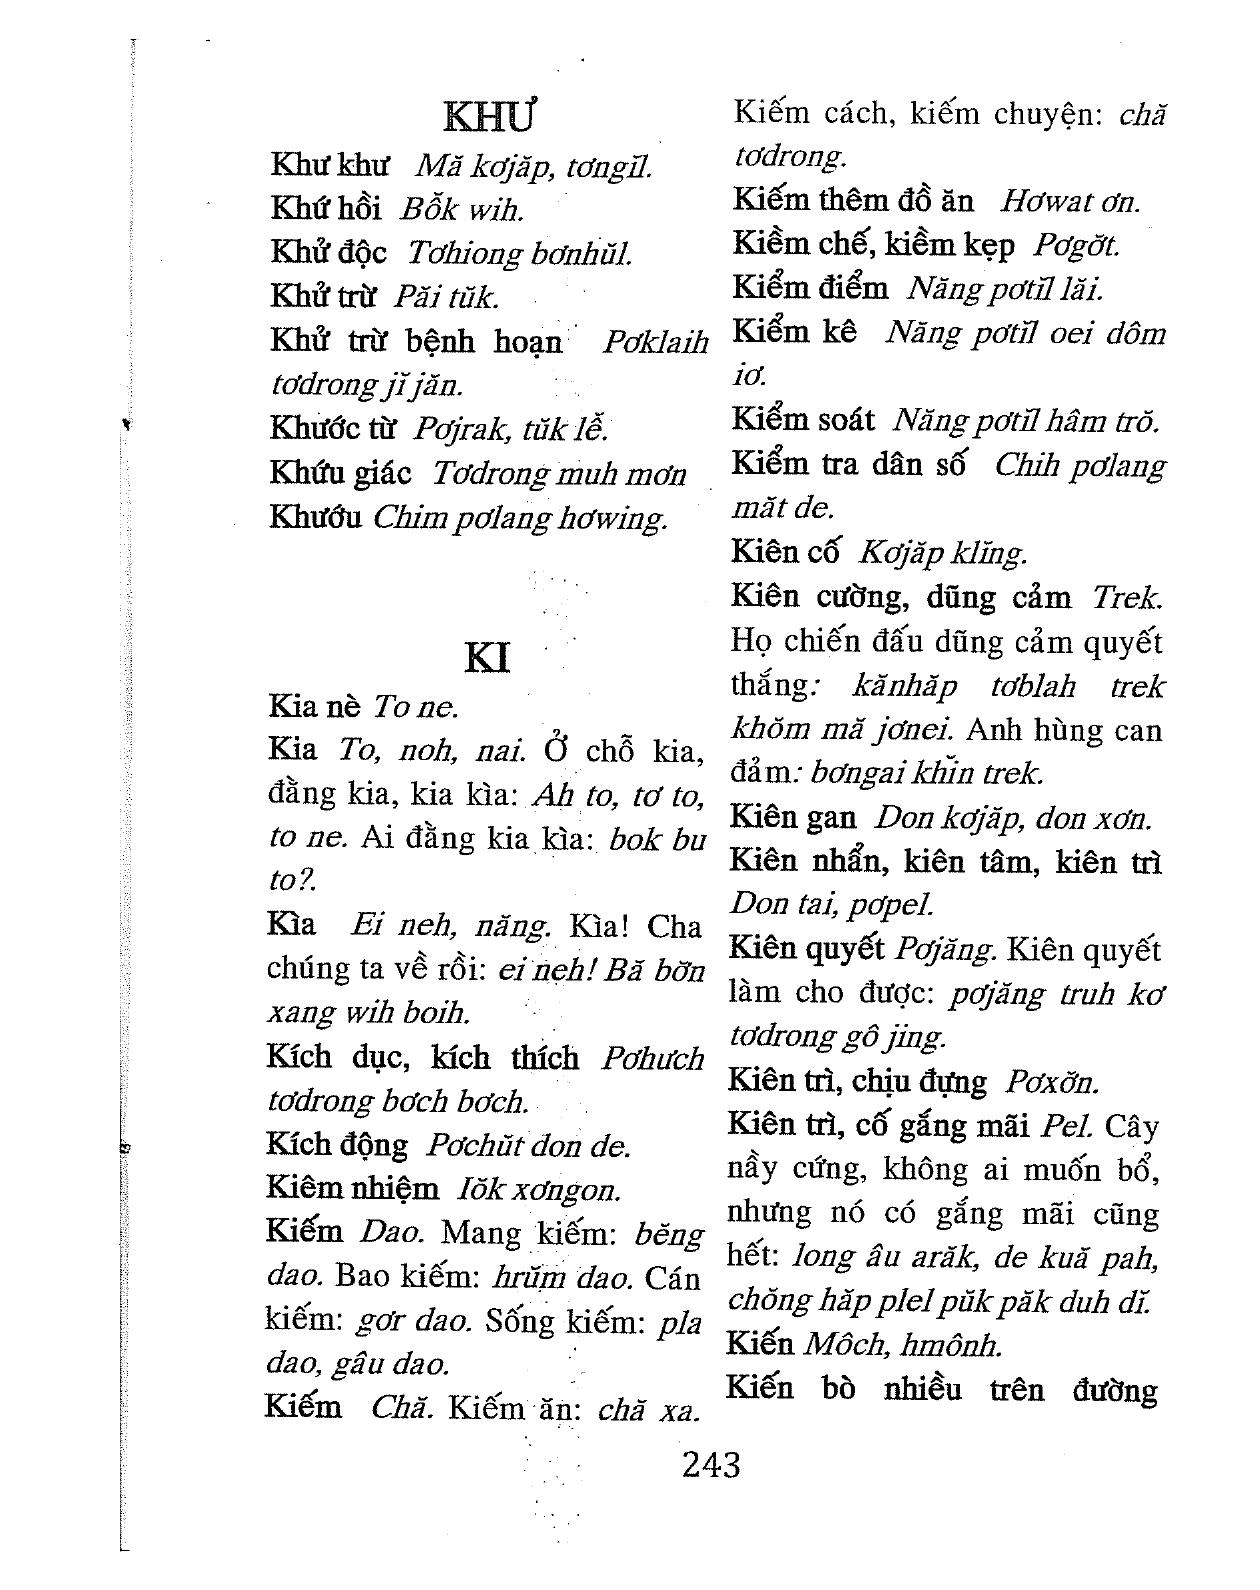 KHƯ
Khư khư Mă kơjăp, tơngĭl.
Khứ hồi Bô̆k wih.
Khử độc Tơhiong bơnhŭl.
Khử trừ Păi tŭk.
Khử trừ bệnh hoạn Pơklaih
tơdrong jĭ jăn.
Khước từ Pơjrak, tŭk lê̆.
Khứu giác Tơdrong muh mơn
Khướu Chim pơlang hơwing.
KI
Kia nè To ne.
Kia To, noh, nai. Ở chỗ kia,
đằng kia, kia kìa: Ah to, tơ to,
to ne. Ai đằng kia kìa: bok bu
to?.
Kìa Ei neh, năng. Kìa! Cha
chúng ta về rồi: ei neh! Bă bơ̆n
xang wih boih.
Kích dục, kích thích Pơhưch
tơdrong bơch bơch.
Kích động Pơchŭt don de.
Kiêm nhiệm Iŏk xơngon.
Kiếm Dao. Mang kiếm: bĕng
dao. Bao kiếm: hrŭm dao. Cán
kiếm: gơr dao. Sống kiếm: pla
dao, gâu dao.
Kiếm Chă. Kiếm ăn: chă xa.
Kiếm cách, kiếm chuyện: chă
tơdrong.
Kiếm thêm đồ ăn Hơwat ơn.
Kiềm chế, kiềm kẹp Pơgơ̆t.
Kiểm điểm Năng pơtĭl lăi.
Kiểm kê Năng pơtĭl oei dôm
iơ.
Kiểm soát Năng pơtĭl hâm trŏ.
Kiểm tra dân số Chih pơlang
măt de.
Kiên cố Kơjăp klĭng.
Kiên cường, dũng cảm Trek.
Họ chiến đấu dũng cảm quyết
thắng: kănhăp tơblah trek
khŏm mă jơnei. Anh hùng can
đảm: bơngai khĭn trek.
Kiên gan Don kơjăp, don xơn.
Kiên nhẩn, kiên tâm, kiên trì
Don tai, pơpel.
Kiên quyết Pơjăng. Kiên quyết
làm cho được: pơjăng truh kơ
tơdrong gô jing.
Kiên trì, chịu đựng Pơxơ̆n.
Kiên trì, cố gắng mãi Pel. Cây
nầy cứng, không ai muốn bổ,
nhưng nó có gắng mãi cũng
hết: long âu arăk, de kuă pah,
chŏng hăp plel pŭk păk duh dĭ.
Kiến Môch, hmônh.
Kiến bò nhiều trên đường
243